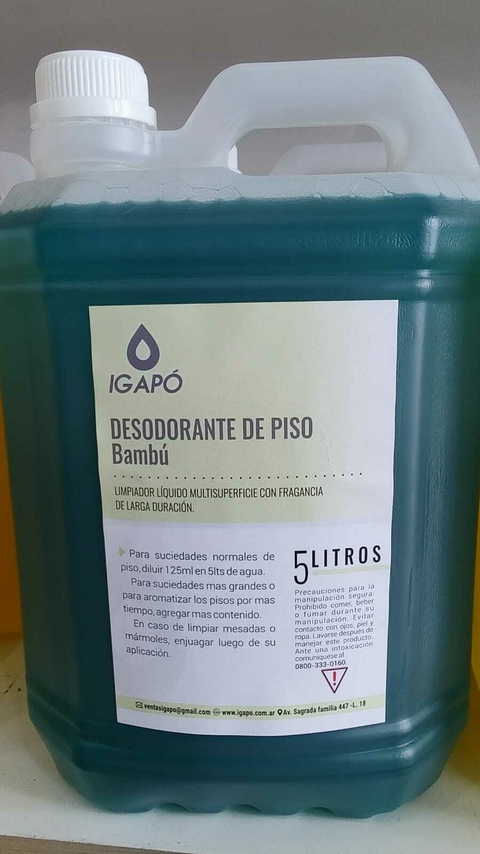 IGAPÓ
DESODORANTE DE PISO
Bambú
LIMPIADOR LÍQUIDO MULTISUPERFICIE CON FRAGANCIA
DE LARGA DURACIÓN.
Para suciedades normales de
piso, diluir 125ml en 5lts de agua.
Para suciedades mas grandes o
para aromatizar los pisos por mas
tiempo, agregar mas contenido.
En caso de limpiar mesadas o
mármoles, enjuagar luego de su
aplicación.
5 LITROS
Precauciones para la
manipulación segura:
Prohibido comer, beber
o fumar durante su
manipulación. Evitar
contacto con ojos, piel y
ropa. Lavarse después de
manejar este producto.
Ante una intoxicación
comuníquese al
0800-333-0160.
ventasigapo@gmail.com www.igapo.com.ar Av. Sagrada familia 447 -L. 18